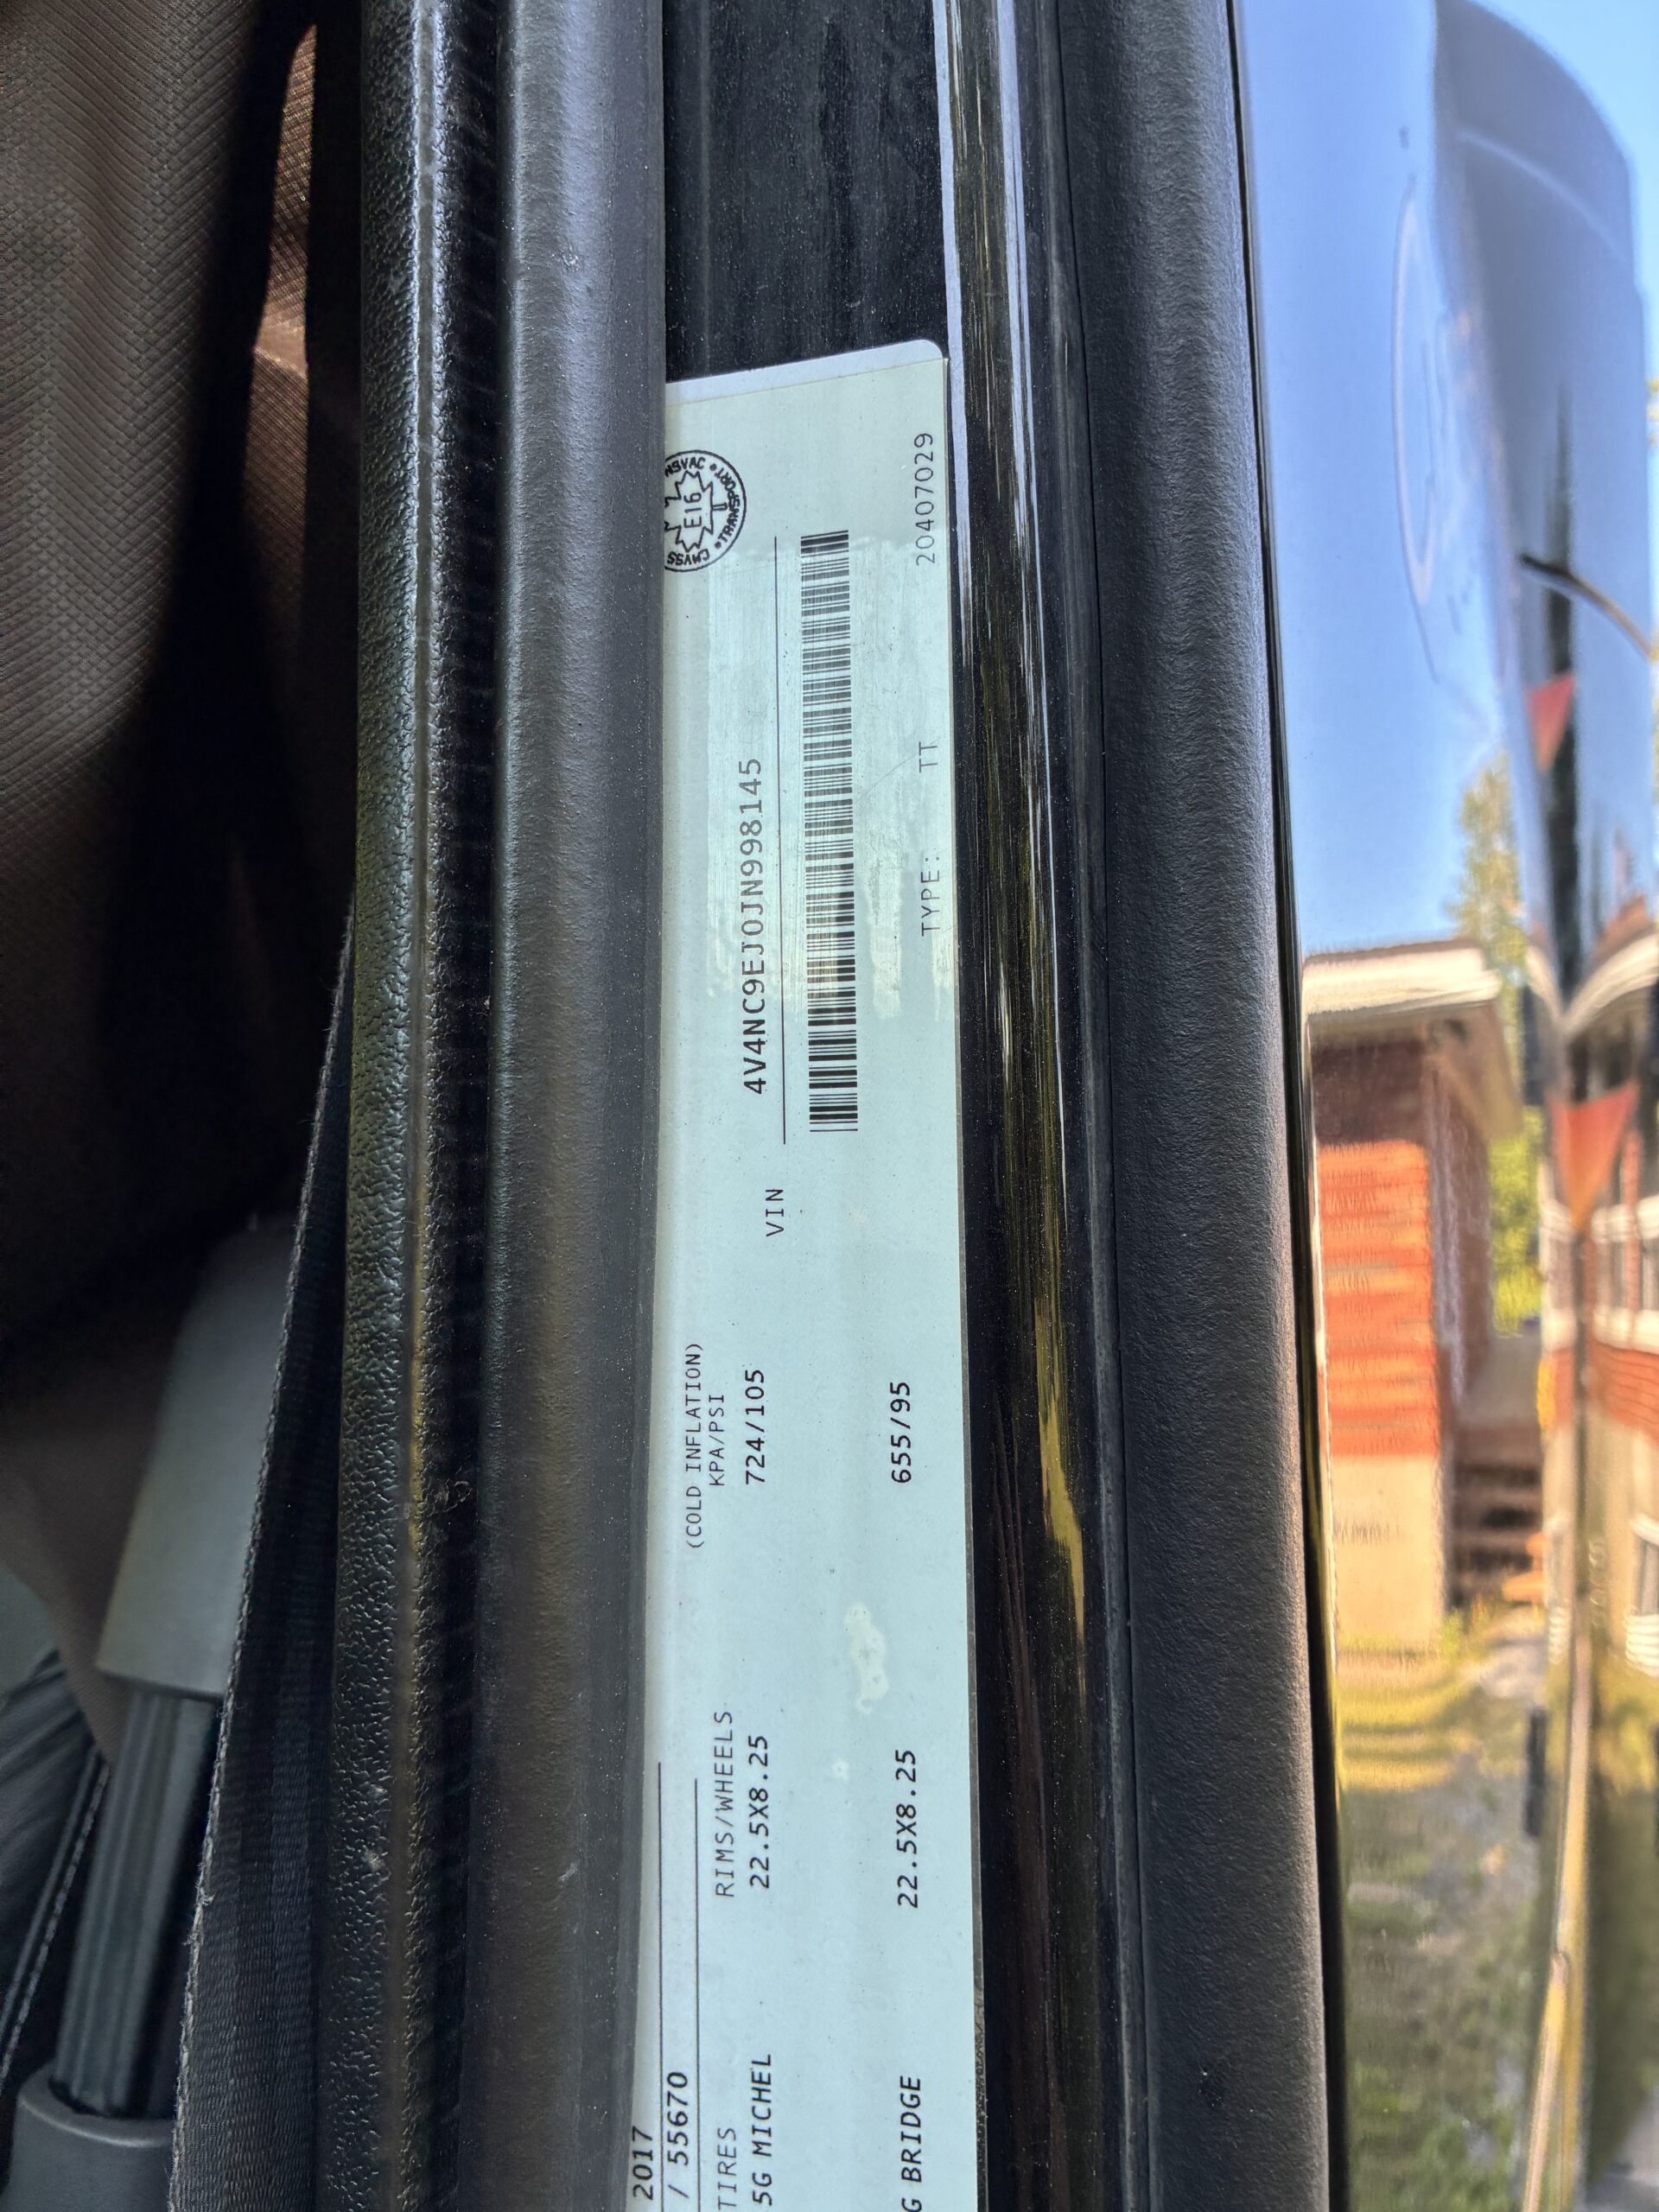 2017
/ 55670
TIRES RIMS/WHEELS (COLD INFLATION)
KPA/PSI
5G MICHEL 22.5X8.25 724/105
G BRIDGE 22.5X8.25 655/95
VIN 4V4NC9EJ0JN998145
TYPE: TT 20407029
CMVSS NSVAC
E16
TRANSPORT